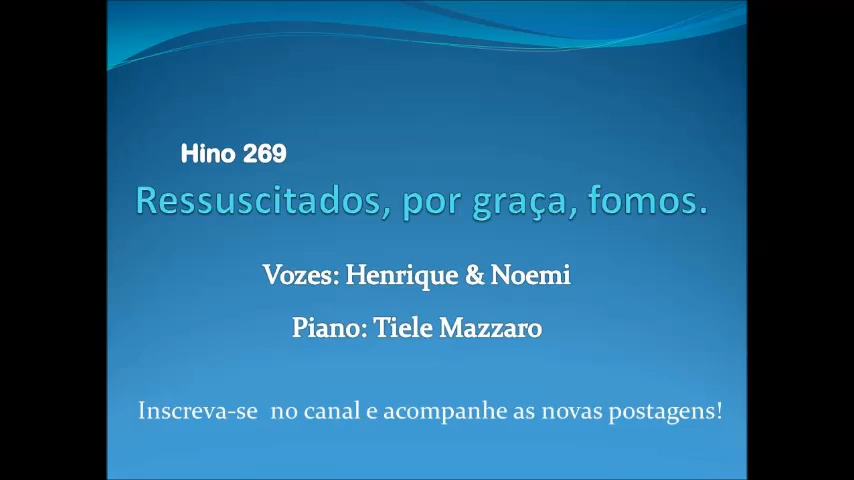 Hino 269
Ressuscitados, por graça, fomos.
Vozes: Henrique & Noemi
Piano: Tiele Mazzaro
Inscreva-se  no canal e acompanhe as novas postagens!